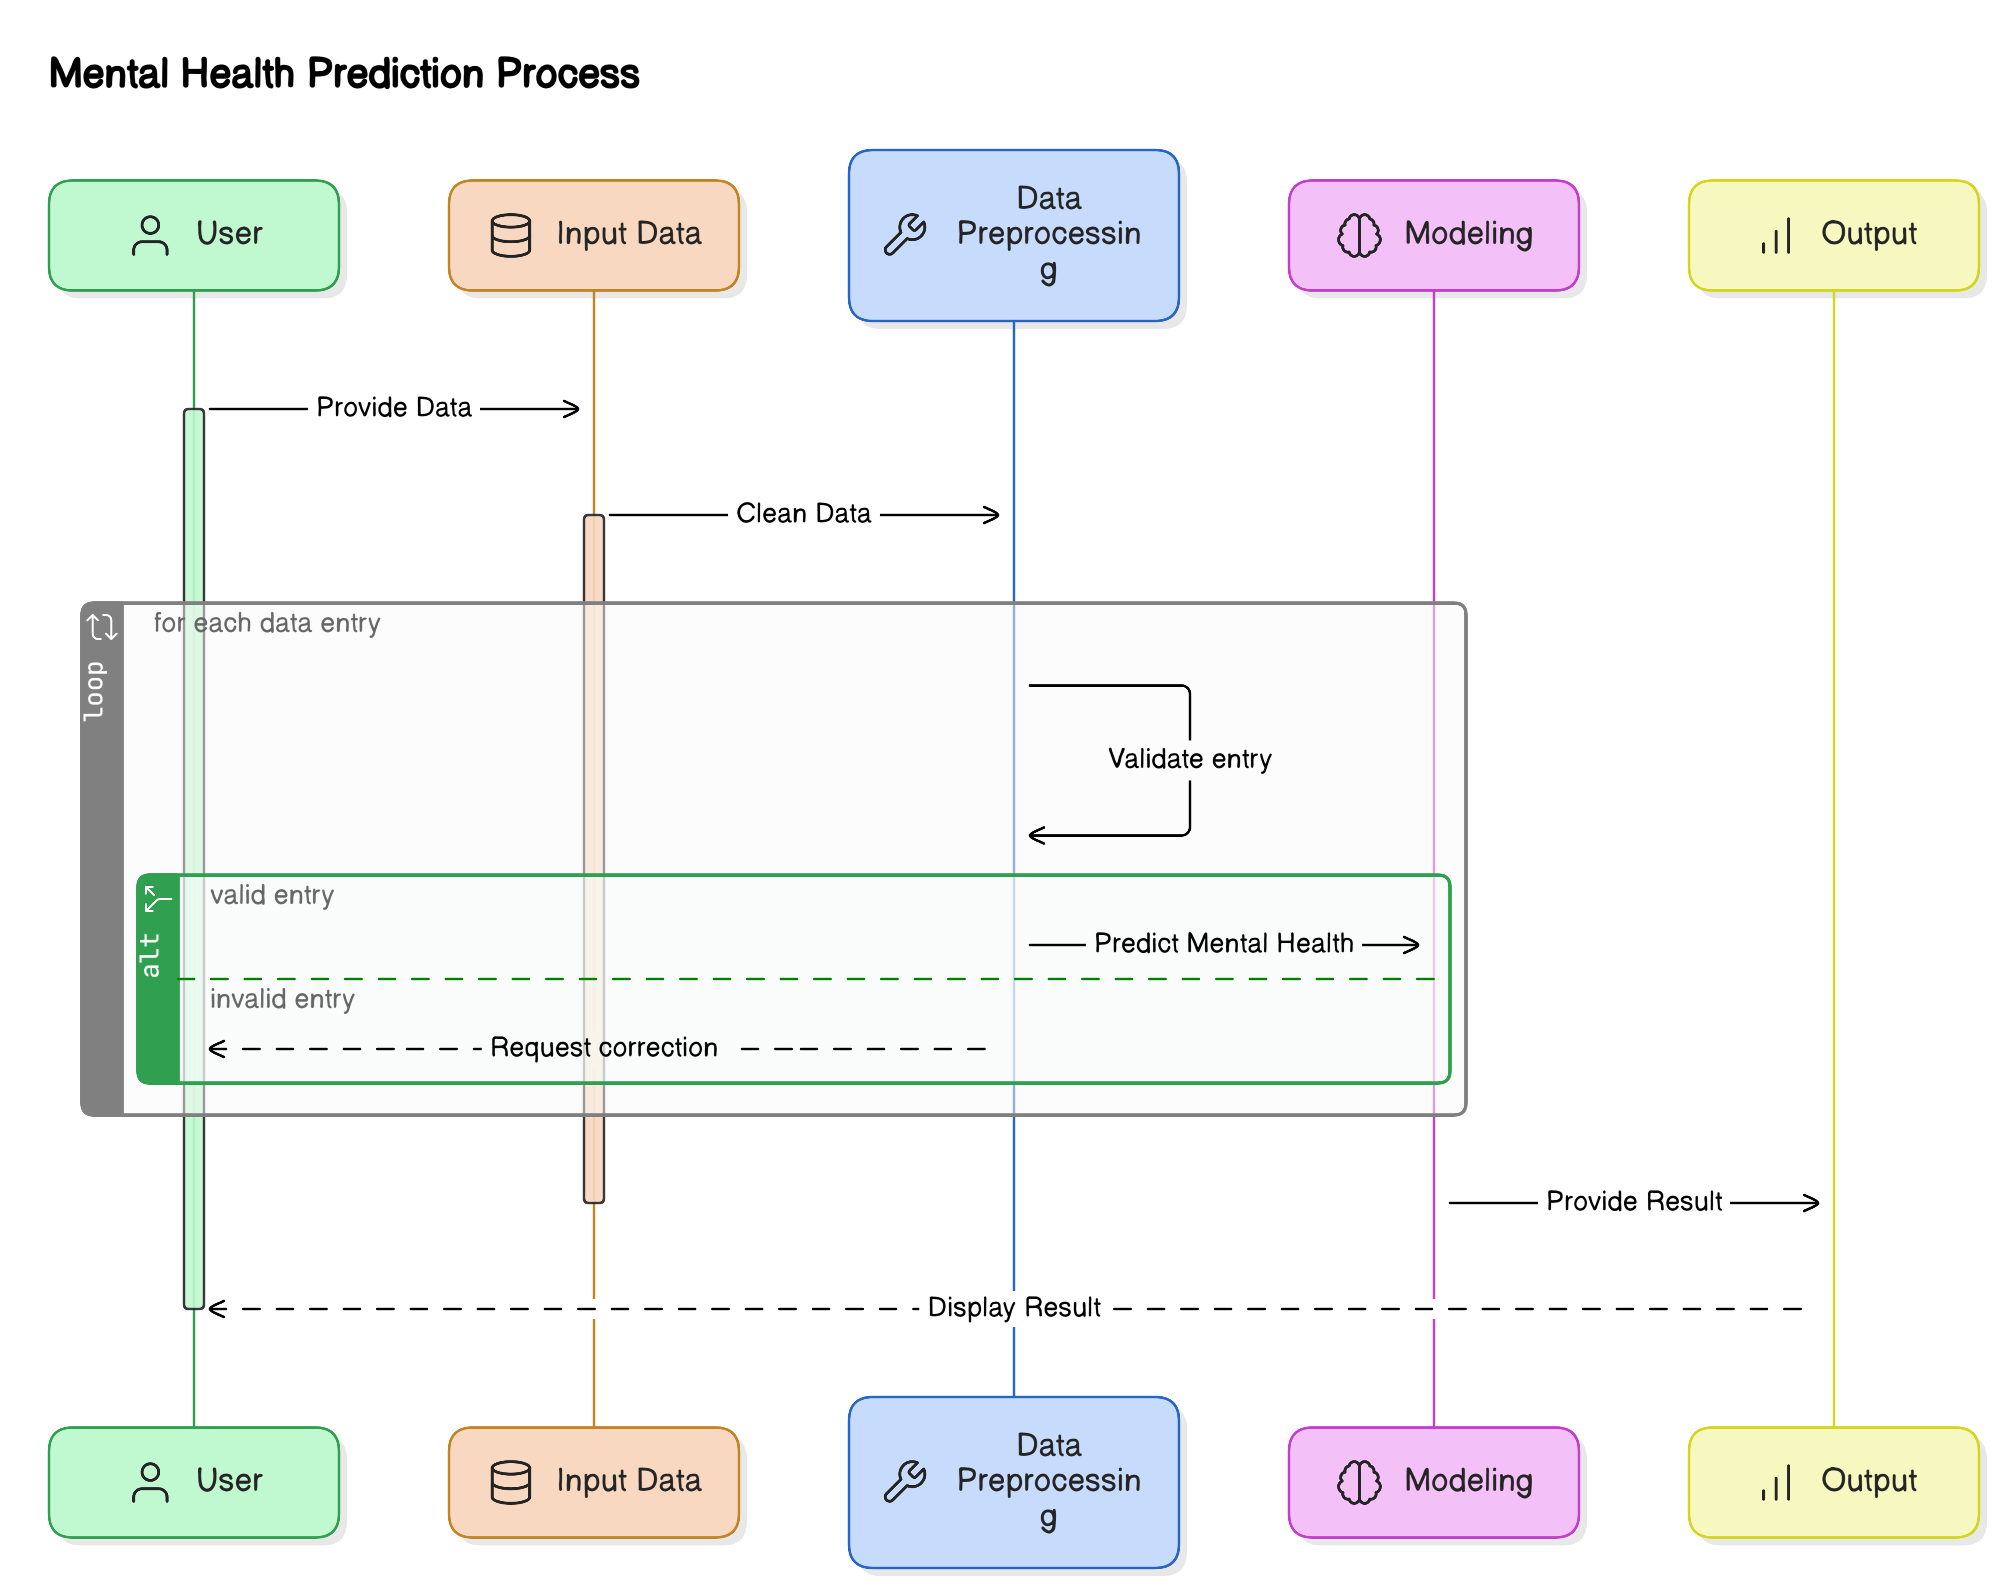 Mental Health Prediction Process
User
Input Data
Data
Preprocessin
g
Modeling
Output
Provide Data
Clean Data
loop
for each data entry
Validate entry
alt
valid entry
Predict Mental Health
invalid entry
Request correction
Provide Result
Display Result
User
Input Data
Data
Preprocessin
g
Modeling
Output